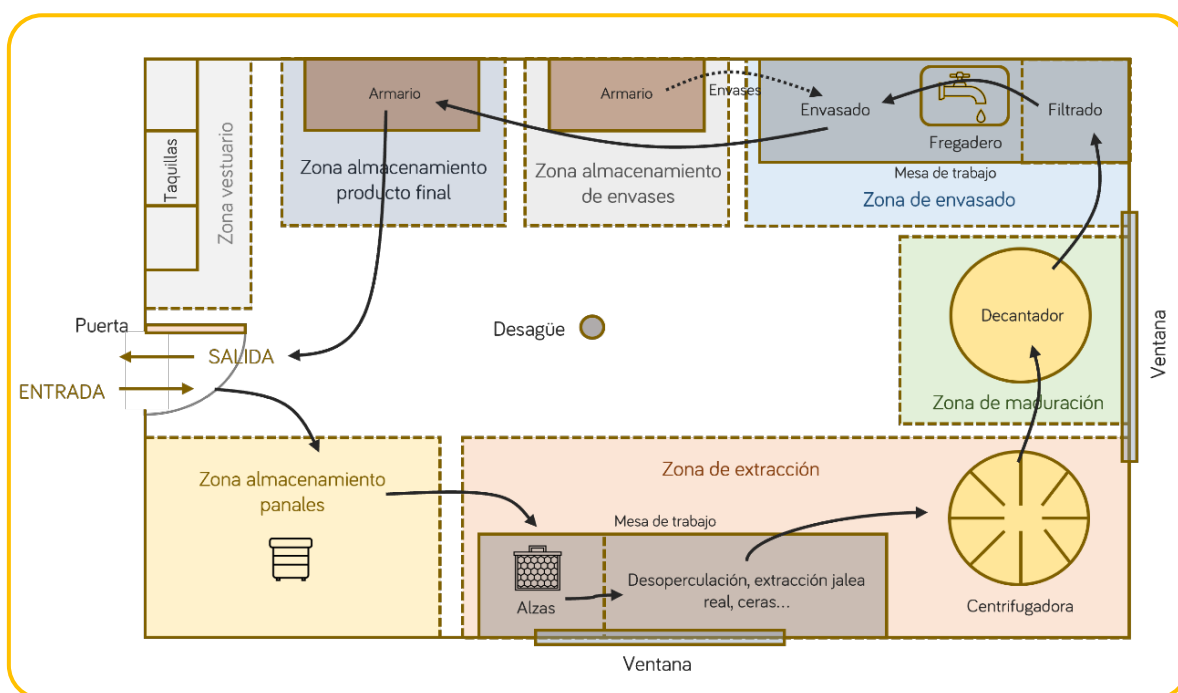 Taquillas
Zona vestuario
Armario
Zona almacenamiento
producto final
Armario
Zona almacenamiento
de envases
Envases
Envasado
Fregadero
Filtrado
Mesa de trabajo
Zona de envasado
Puerta
SALIDA
ENTRADA
Desagüe
Decantador
Zona de maduración
Ventana
Zona almacenamiento
panales
Zona de extracción
Mesa de trabajo
Alzas
Desoperculación, extracción jalea
real, ceras...
Centrifugadora
Ventana